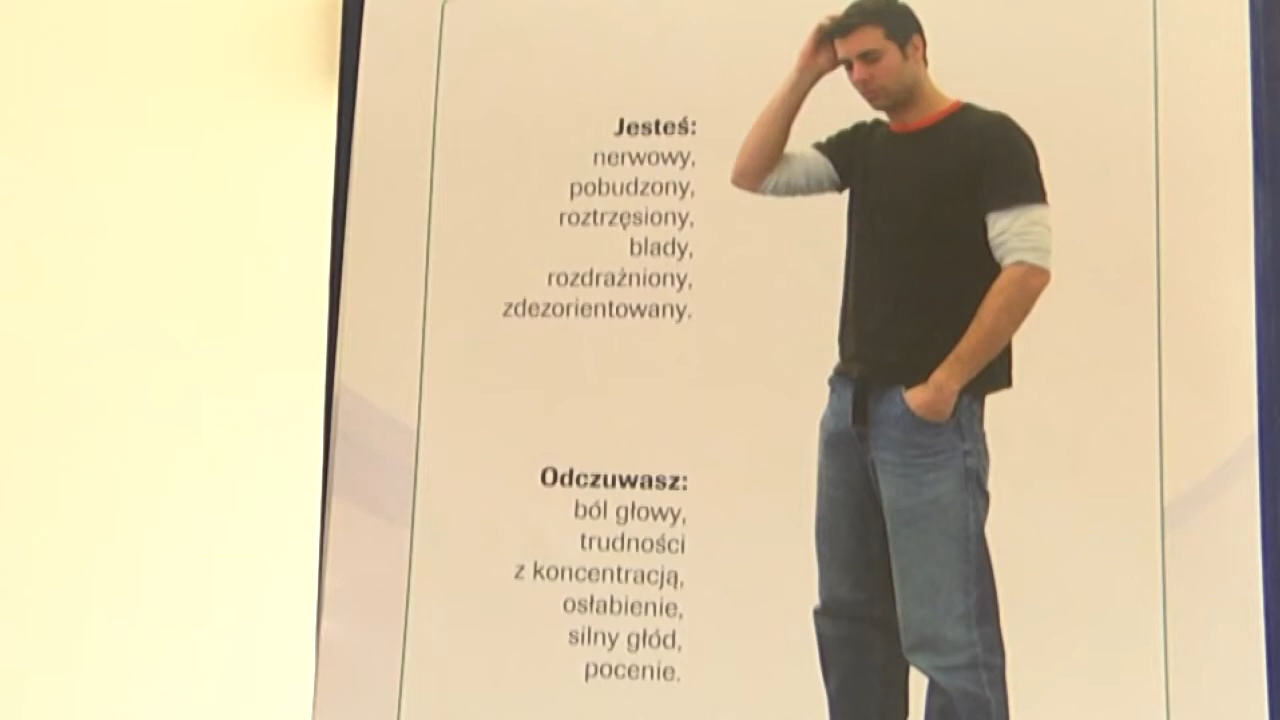 Jesteś:
nerwowy,
pobudzony,
roztrzęsiony,
blady,
rozdrażniony,
zdezorientowany.
Odczuwasz:
ból głowy,
trudności
z koncentracją,
osłabienie,
silny głód,
pocenie.